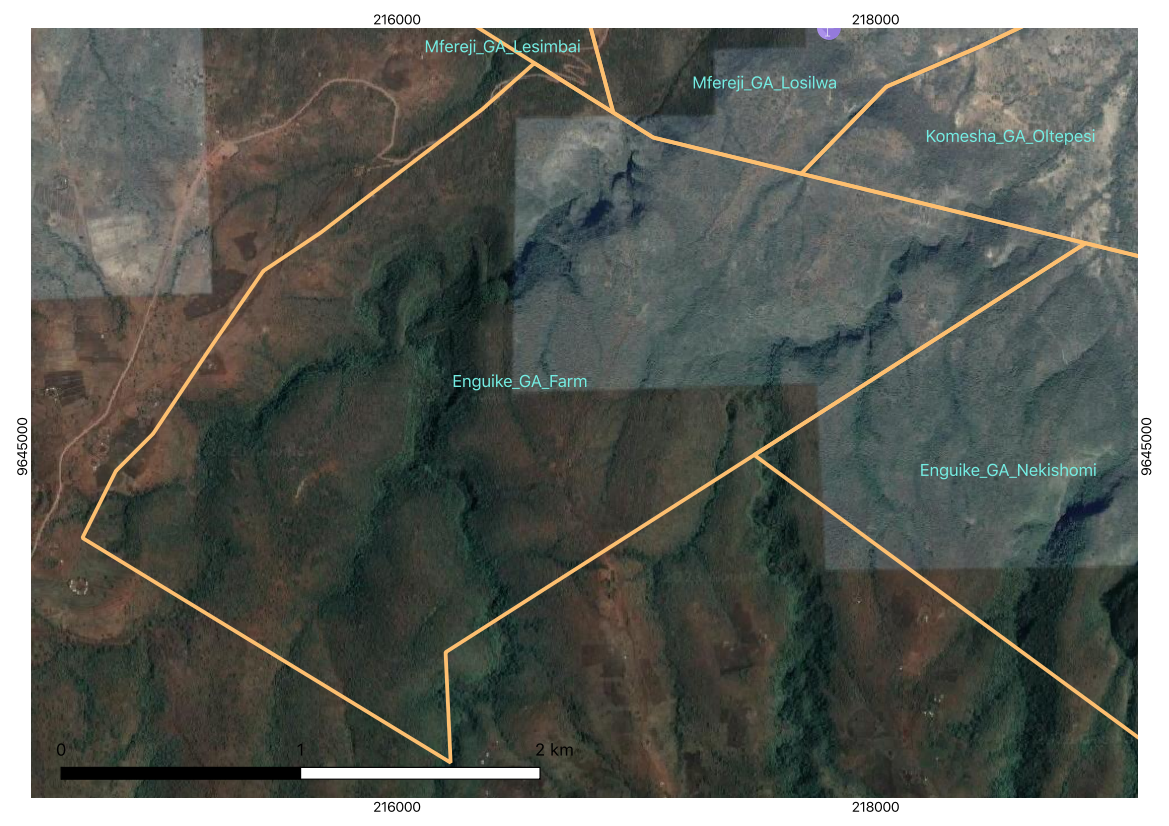 216000 218000
Mfereji_GA_Lesimbai
Mfereji_GA_Losilwa
Komesha_GA_Oltepesi
Enguike_GA_Farm
9645000
9645000
Enguike_GA_Nekishomi
0 1 2 km
216000 218000